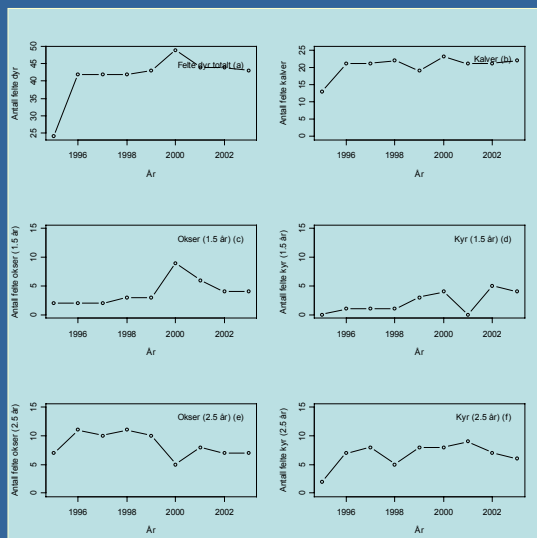 Antall felte dyr
50
45
40
35
30
25
Felte dyr totalt (a)
1996 1998 2000 2002
År
Antall felte kalver
25
20
15
10
5
0
Kalver (b)
1996 1998 2000 2002
År
Antall felte okser (1.5 år)
15
10
5
0
Okser (1.5 år) (c)
1996 1998 2000 2002
År
Antall felte kyr (1.5 år)
15
10
5
0
Kyr (1.5 år) (d)
1996 1998 2000 2002
År
Antall felte okser (2.5 år)
15
10
5
0
Okser (2.5 år) (e)
1996 1998 2000 2002
År
Antall felte kyr (2.5 år)
15
10
5
0
Kyr (2.5 år) (f)
1996 1998 2000 2002
År